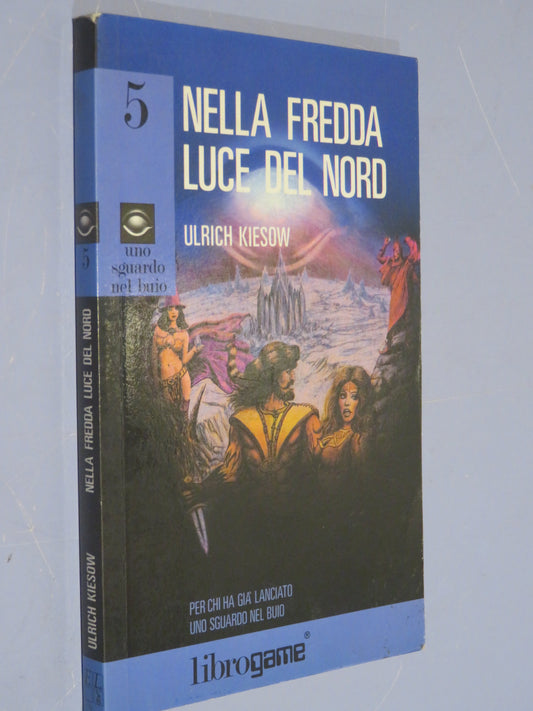 5
NELLA FREDDA
LUCE DEL NORD
ULRICH KIESOW
uno
sguardo
nel buio
PER CHI HA GIA' LANCIATO
UNO SGUARDO NEL BUIO
librogame®
5
NELLA FREDDA LUCE DEL NORD
ULRICH KIESOW